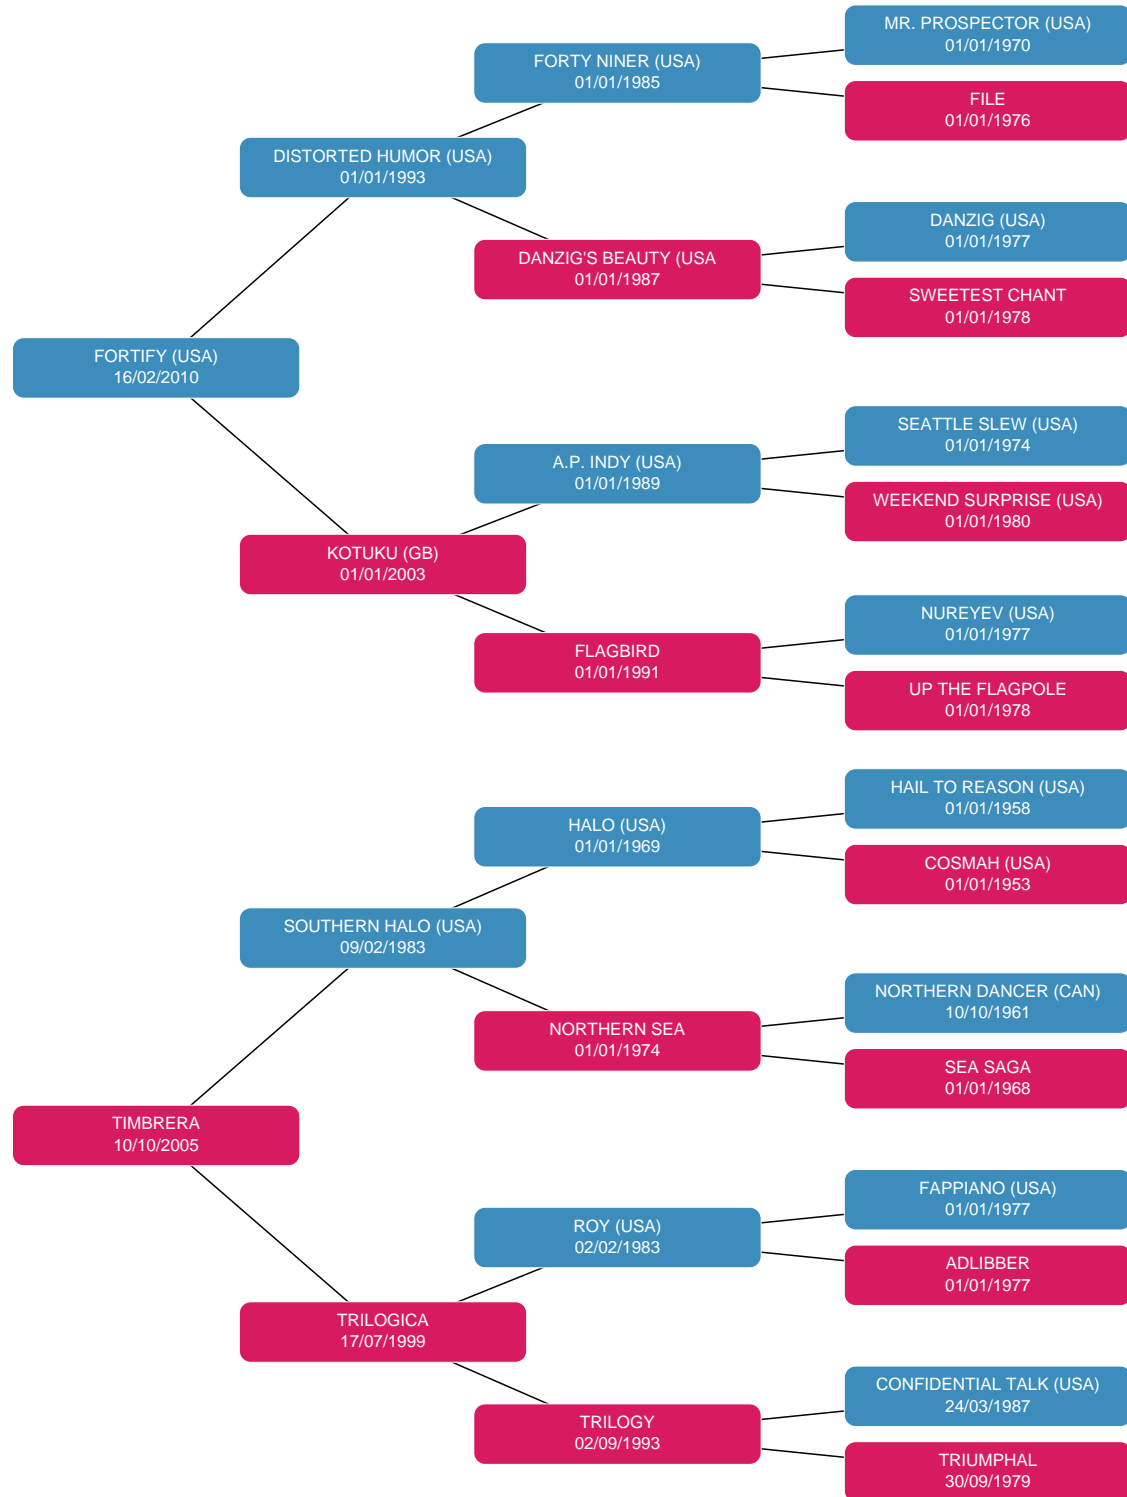 MR. PROSPECTOR (USA)
01/01/1970
FORTY NINER (USA)
01/01/1985
FILE
01/01/1976
DISTORTED HUMOR (USA)
01/01/1993
DANZIG (USA)
01/01/1977
DANZIG'S BEAUTY (USA
01/01/1987
SWEETEST CHANT
01/01/1978
FORTIFY (USA)
16/02/2010
SEATTLE SLEW (USA)
01/01/1974
A.P. INDY (USA)
01/01/1989
WEEKEND SURPRISE (USA)
01/01/1980
KOTUKU (GB)
01/01/2003
NUREYEV (USA)
01/01/1977
FLAGBIRD
01/01/1991
UP THE FLAGPOLE
01/01/1978
HAIL TO REASON (USA)
01/01/1958
HALO (USA)
01/01/1969
COSMAH (USA)
01/01/1953
SOUTHERN HALO (USA)
09/02/1983
NORTHERN DANCER (CAN)
10/10/1961
NORTHERN SEA
01/01/1974
SEA SAGA
01/01/1968
TIMBRERA
10/10/2005
FAPPIANO (USA)
01/01/1977
ROY (USA)
02/02/1983
ADLIBBER
01/01/1977
TRILOGICA
17/07/1999
CONFIDENTIAL TALK (USA)
24/03/1987
TRILOGY
02/09/1993
TRIUMPHAL
30/09/1979